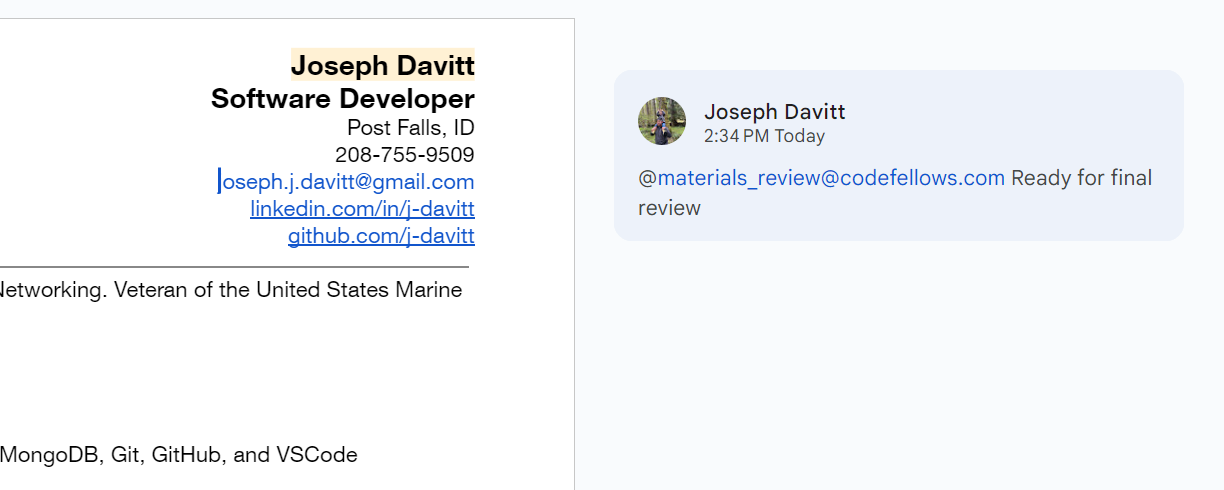 Joseph Davitt
Software Developer
Post Falls, ID
208-755-9509
oseph.j.davitt@gmail.com
linkedin.com/in/j-davitt
github.com/j-davitt
Networking. Veteran of the United States Marine
MongoDB, Git, GitHub, and VSCode
Joseph Davitt
2:34 PM Today
@materials_review@codefellows.com Ready for final
review